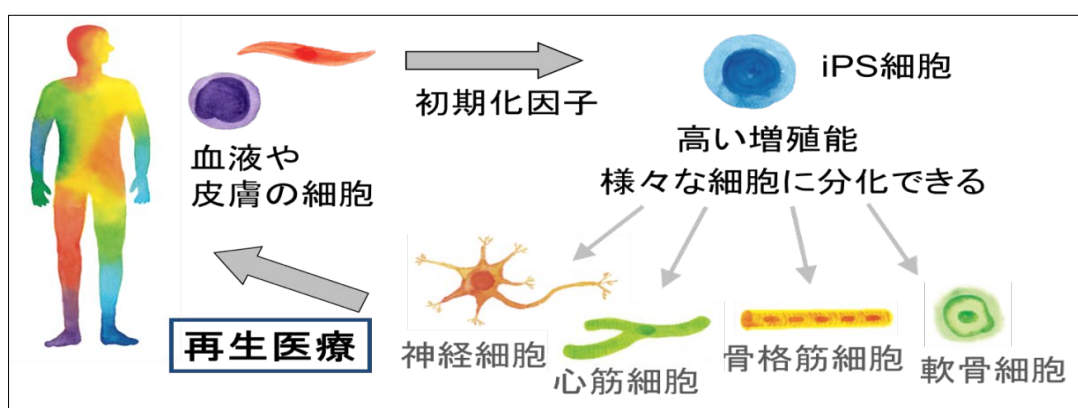 血液や
皮膚の細胞
初期化因子
iPS細胞
高い増殖能
様々な細胞に分化できる
神経細胞
心筋細胞
骨格筋細胞
軟骨細胞
再生医療